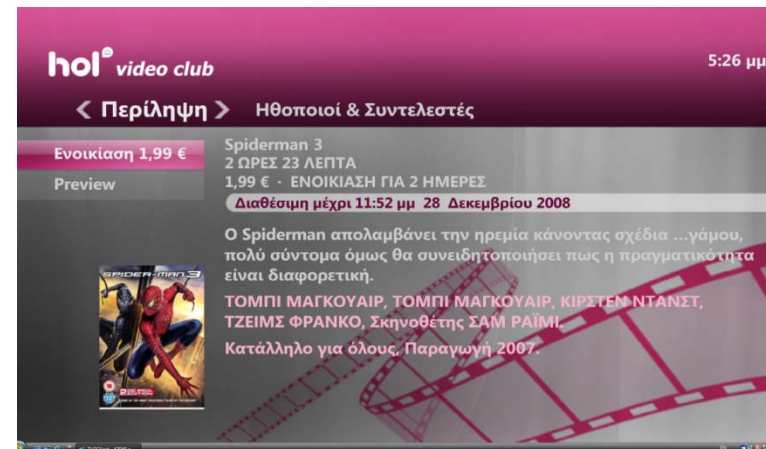 hol video club
5:26 μμ
< Περίληψη > Ηθοποιοί & Συντελεστές
Ενοικίαση 1,99 €
Preview
Spiderman 3
2 ΩΡΕΣ 23 ΛΕΠΤΑ
1,99 € · ΕΝΟΙΚΙΑΣΗ ΓΙΑ 2 ΗΜΕΡΕΣ
Διαθέσιμη μέχρι 11:52 μμ 28 Δεκεμβρίου 2008
Ο Spiderman απολαμβάνει την ηρεμία κάνοντας σχέδια ...γάμου,
πολύ σύντομα όμως θα συνειδητοποιήσει πως η πραγματικότητα
είναι διαφορετική.
ΤΟΜΠΙ ΜΑΓΚΟΥΑΙΡ, ΤΟΜΠΙ ΜΑΓΚΟΥΑΙΡ, ΚΙΡΣΤΕΝ ΝΤΑΝΣΤ,
ΤΖΕΙΜΣ ΦΡΑΝΚΟ, Σκηνοθέτης ΣΑΜ ΡΑΪΜΙ.
Κατάλληλο για όλους, Παραγωγή 2007.
SPIDER-MAN 3